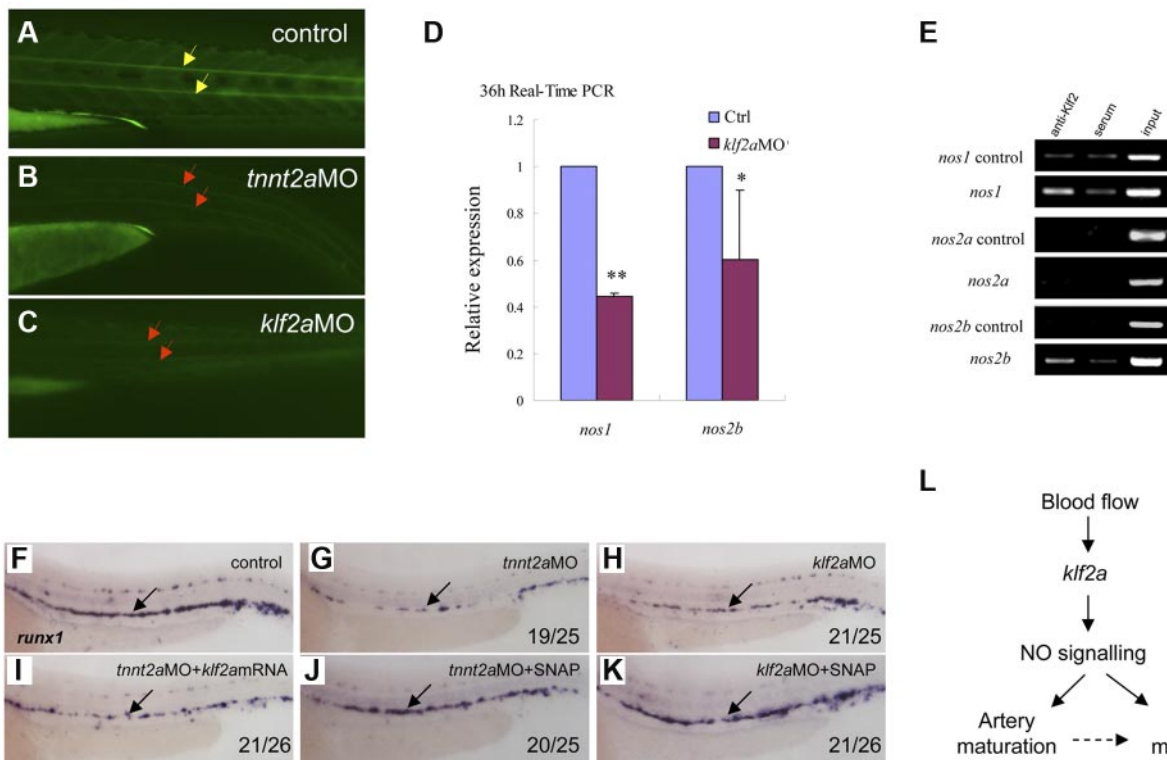 A
control
B
tnnt2aMO
C
klf2aMO
D
36h Real-Time PCR
Ctrl
klf2aMO
Relative expression
1.2
1
0.8
0.6
0.4
0.2
0
**
*
nos1
nos2b
E
anti-Klf2
serum
input
nos1 control
nos1
nos2a control
nos2a
nos2b control
nos2b
F
control
runx1
G
tnnt2aMO
19/25
H
klf2aMO
21/25
I
tnnt2aMO+klf2amRNA
21/26
J
tnnt2aMO+SNAP
20/25
K
klf2aMO+SNAP
21/26
L
Blood flow
klf2a
NO signalling
Artery
maturation
m